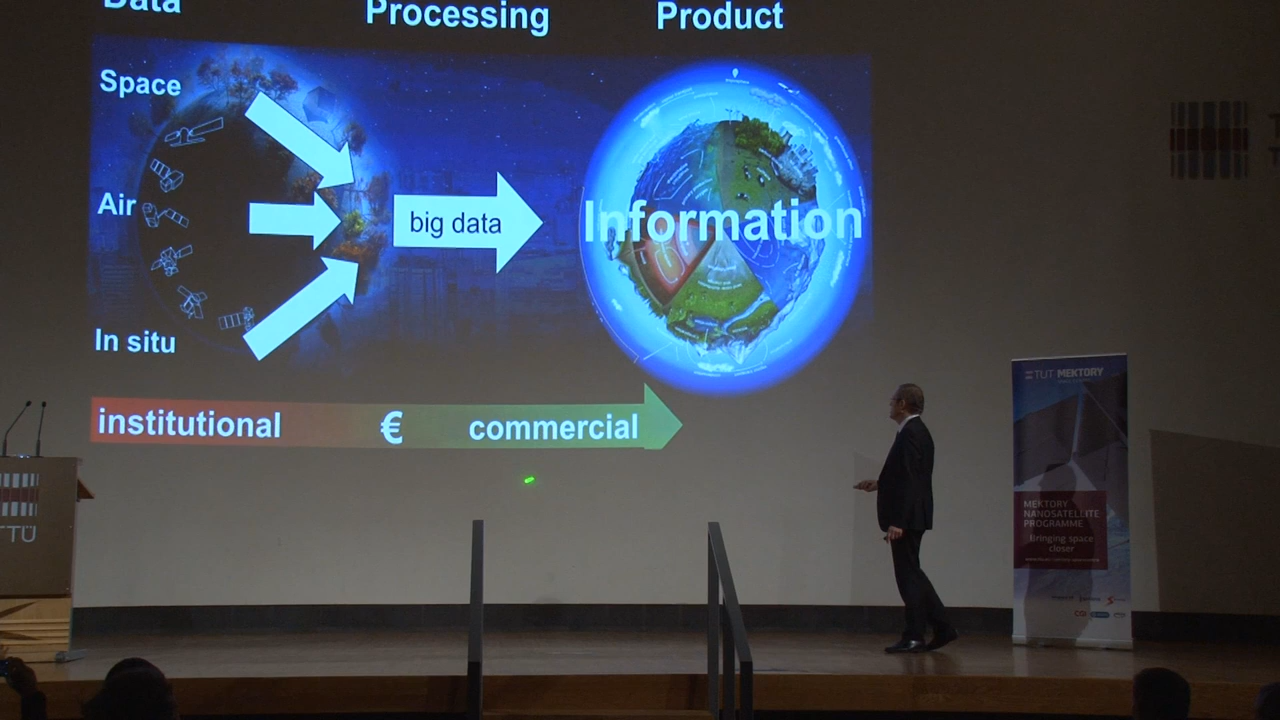 Data
Processing
Product
Space
Air
In situ
big data
Information
institutional
€
commercial
TTÜ
TUT MEKTORY
MEKTORY
NANOSATELLITE
PROGRAMME
Bringing space
closer
CGI